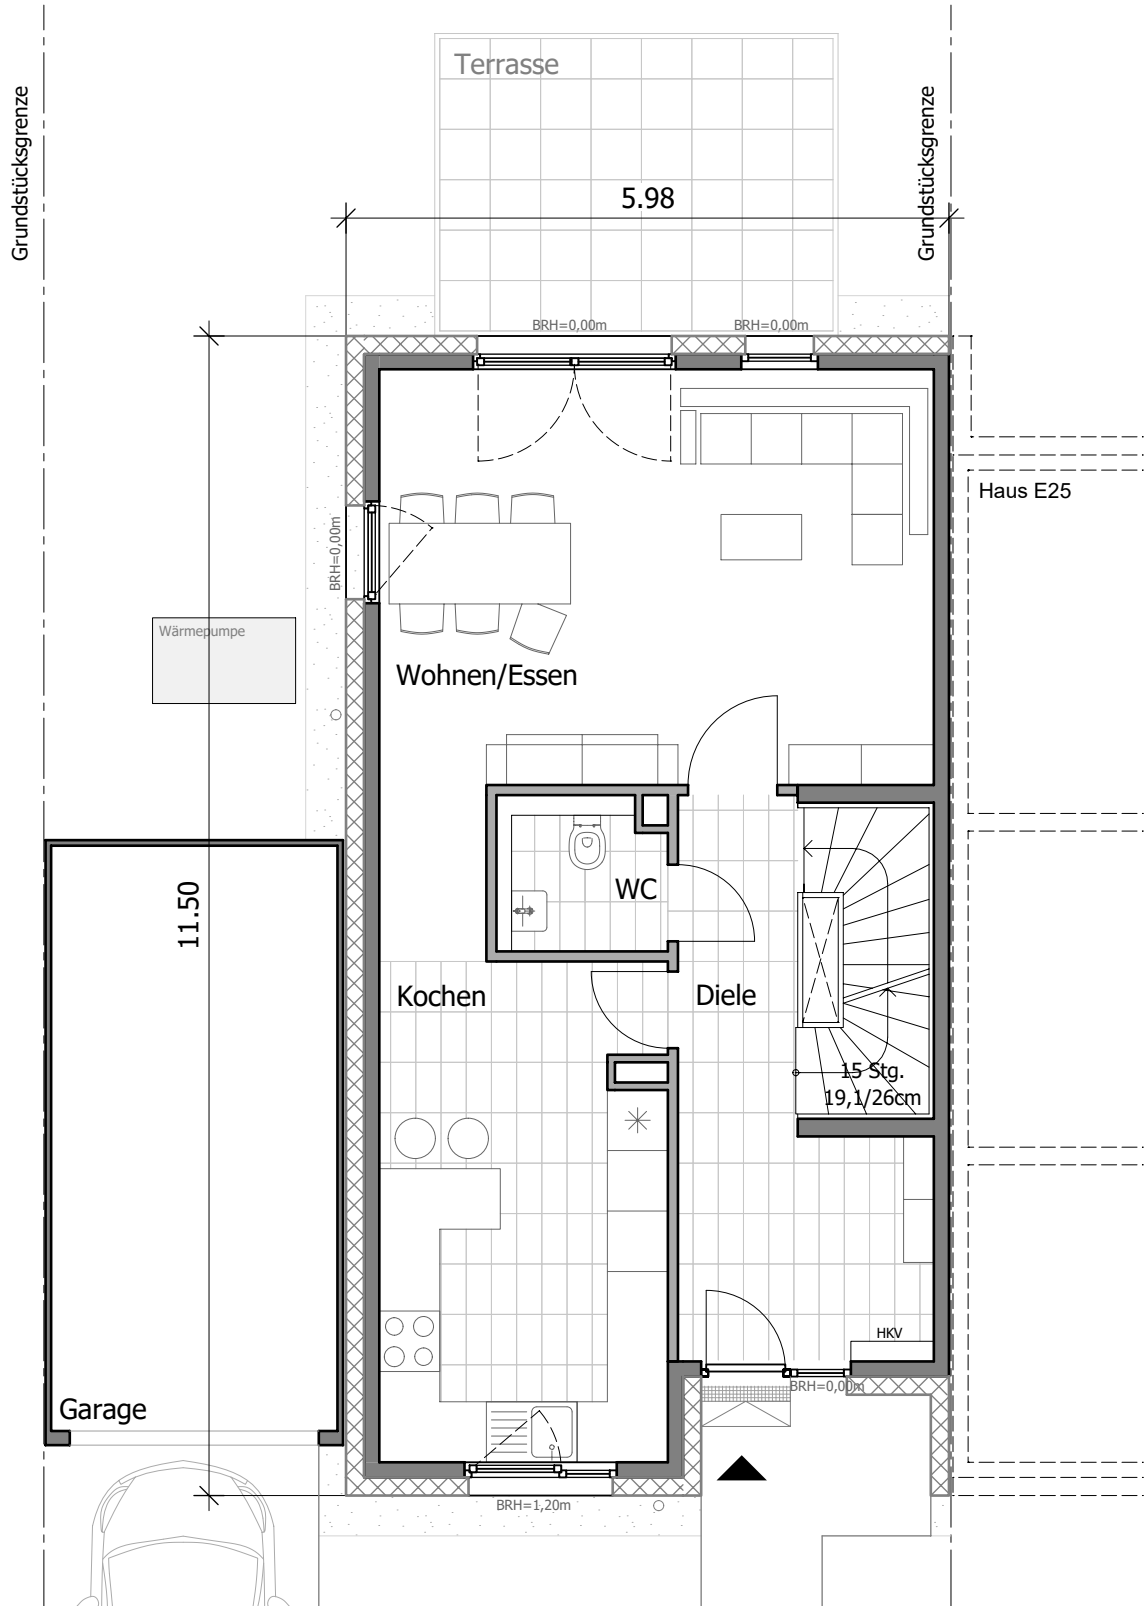 Terrasse
Grundstücksgrenze
Grundstücksgrenze
5.98
BRH=0,00m
BRH=0,00m
Haus E25
BRH=0,00m
Wärmepumpe
Wohnen/Essen
11.50
WC
Kochen
Diele
15 Stg.
19,1/26cm
HKV
BRH=0,00m
Garage
BRH=1,20m